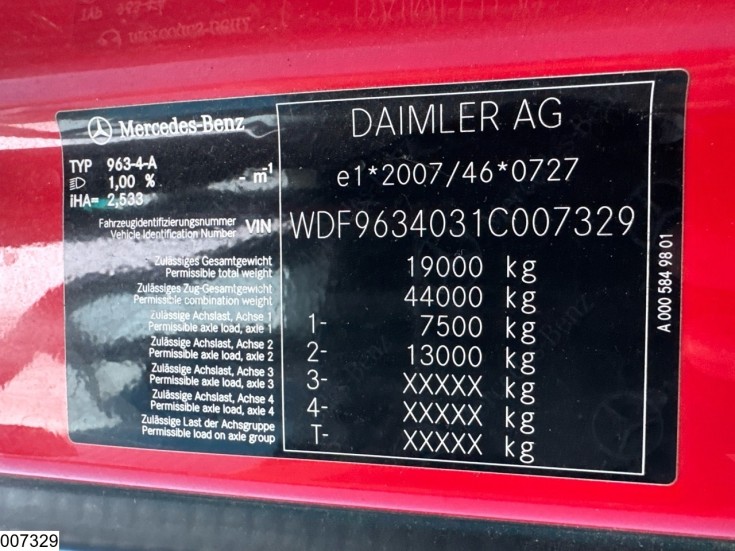 Mercedes-Benz
TYP 963-4-A
1,00 % - m-1
iHA= 2,533
Fahrzeugidentifizierungsnummer
Vehicle Identification Number VIN
DAIMLER AG
e1*2007/46*0727
WDF9634031C007329
Zulässiges Gesamtgewicht
Permissible total weight 19000 kg
Zulässiges Zug-Gesamtgewicht
Permissible combination weight 44000 kg
Zulässige Achslast, Achse 1
Permissible axle load, axle 1 1- 7500 kg
Zulässige Achslast, Achse 2
Permissible axle load, axle 2 2- 13000 kg
Zulässige Achslast, Achse 3
Permissible axle load, axle 3 3- XXXXX kg
Zulässige Achslast, Achse 4
Permissible axle load, axle 4 4- XXXXX kg
Zulässige Last der Achsgruppe
Permissible load on axle group T- XXXXX kg
A 000 584 98 01
007329